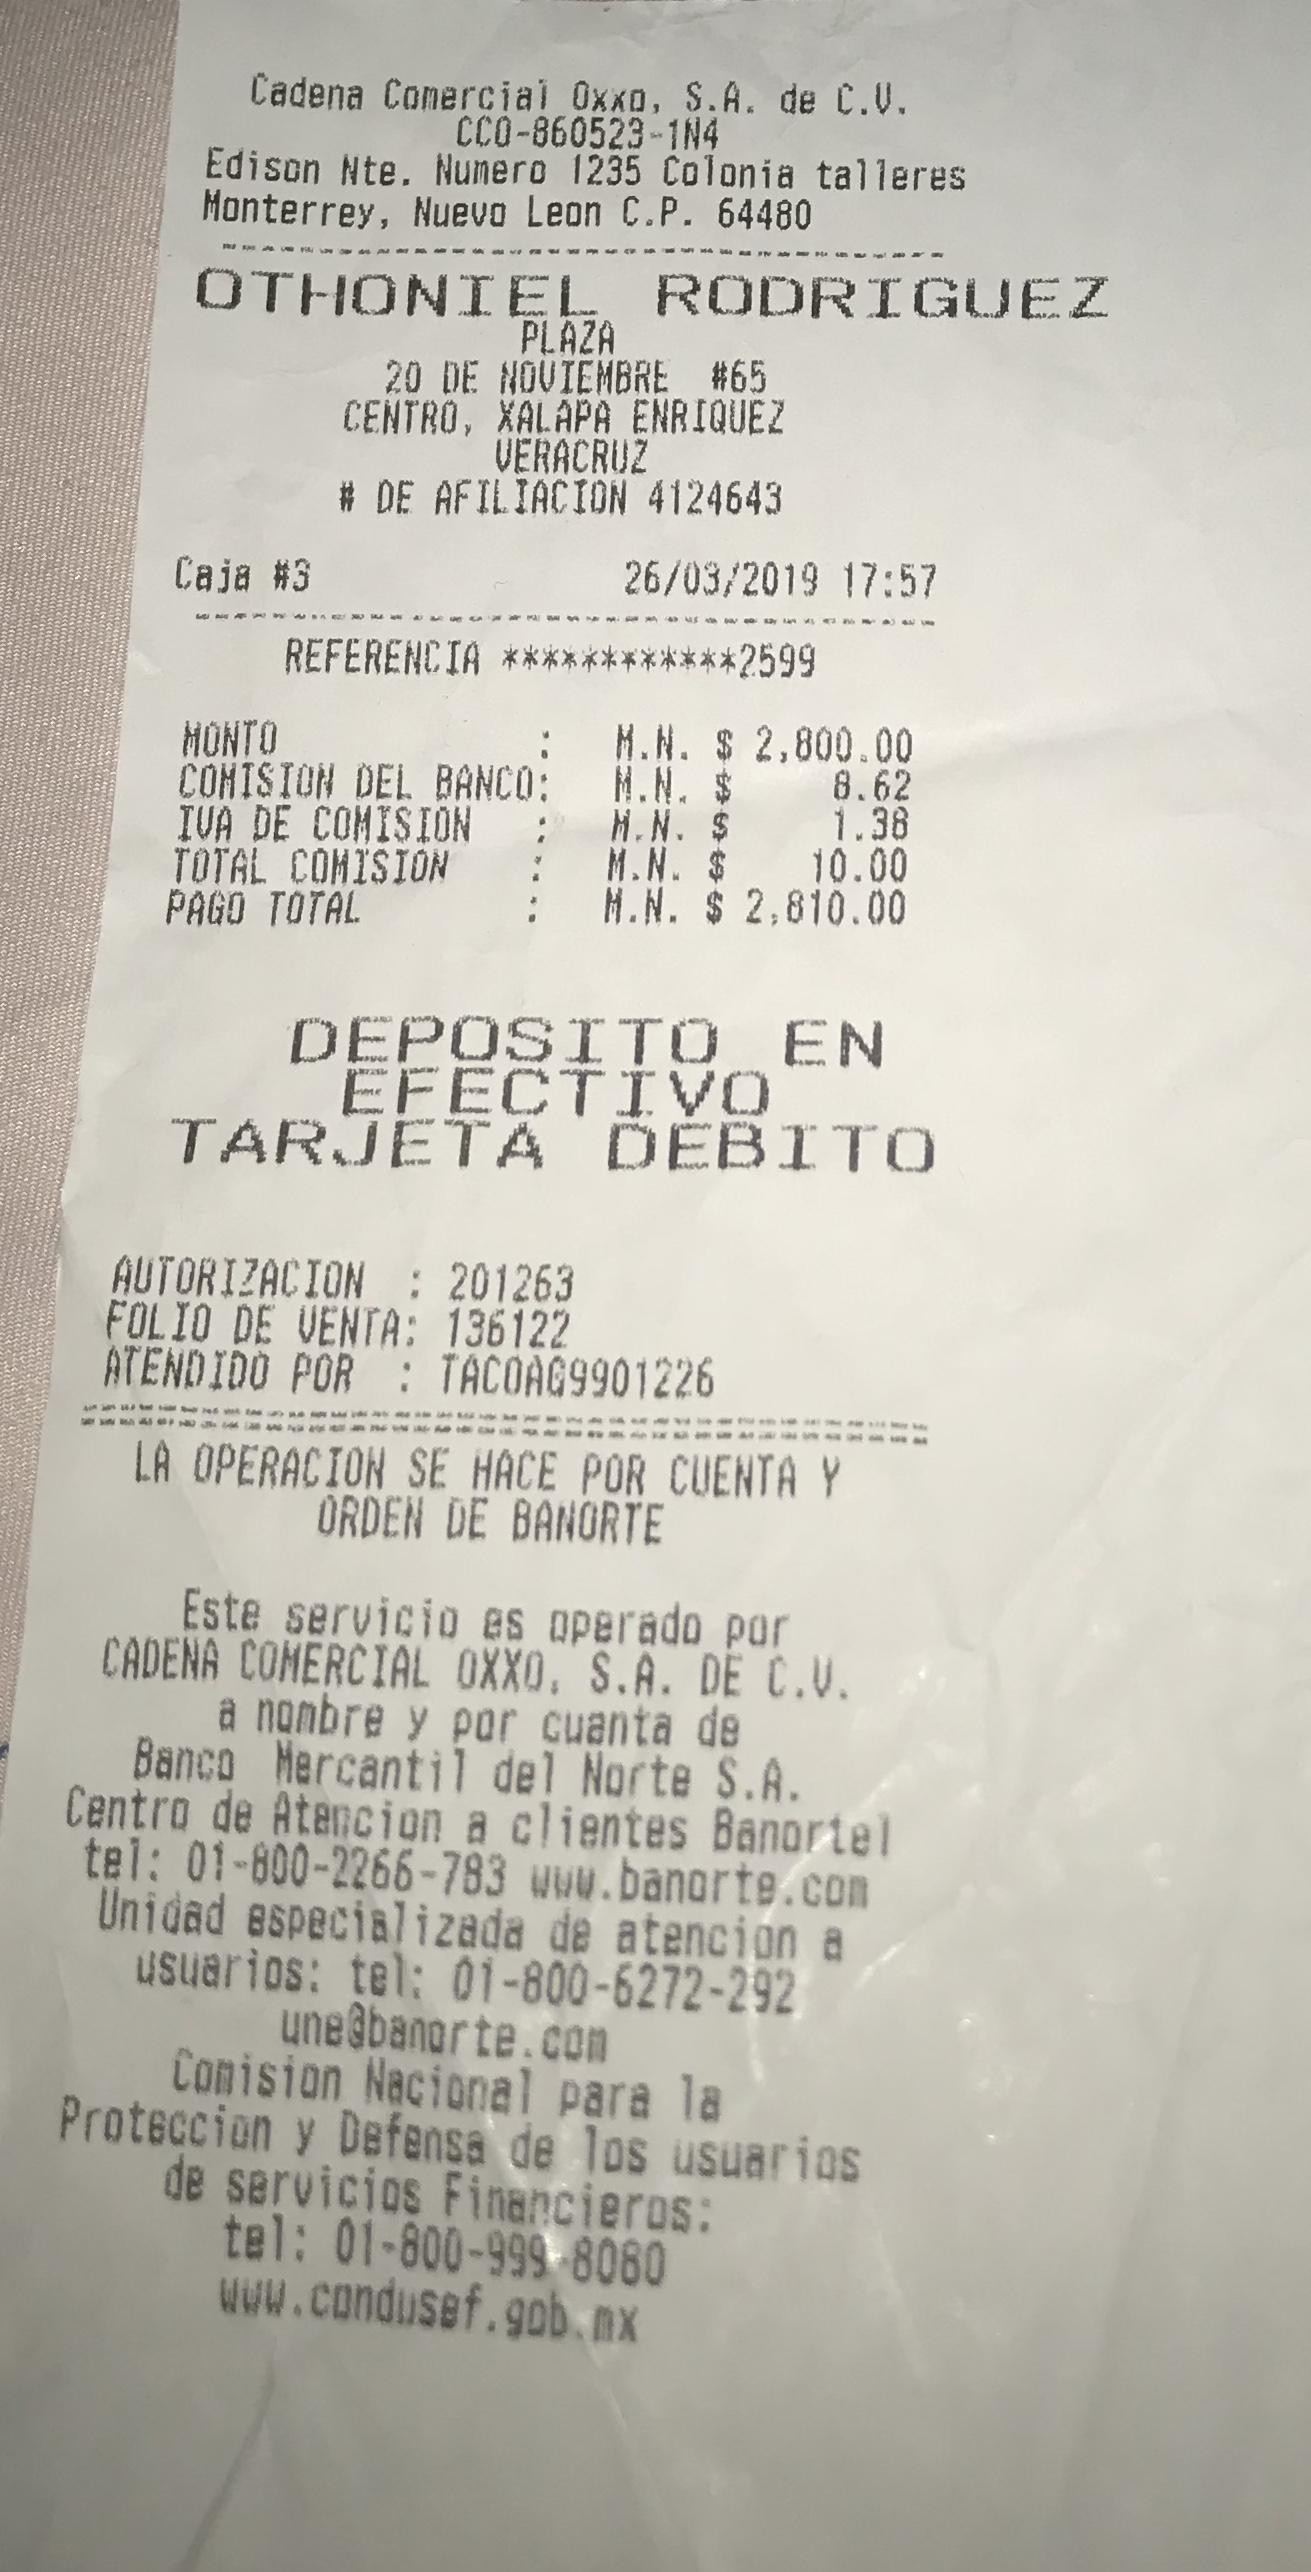 Cadena Comercial Oxxo, S.A. de C.V.
CCO-860523-1N4
Edison Nte. Numero 1235 Colonia talleres
Monterrey, Nuevo Leon C.P. 64480
OTHONIEL RODRIGUEZ
PLAZA
20 DE NOVIEMBRE #65
CENTRO, XALAPA ENRIQUEZ
VERACRUZ
# DE AFILIACION 4124643
Caja #3 26/03/2019 17:57
REFERENCIA ************2599
MONTO : M.N. $ 2,800.00
COMISION DEL BANCO: M.N. $ 8.62
IVA DE COMISION : M.N. $ 1.38
TOTAL COMISION : M.N. $ 10.00
PAGO TOTAL : M.N. $ 2,810.00
DEPOSITO EN
EFECTIVO
TARJETA DEBITO
AUTORIZACION : 201263
FOLIO DE VENTA: 136122
ATENDIDO POR : TACOAG9901226
LA OPERACION SE HACE POR CUENTA Y
ORDEN DE BANORTE
Este servicio es operado por
CADENA COMERCIAL OXXO, S.A. DE C.V.
a nombre y por cuanta de
Banco Mercantil del Norte S.A.
Centro de Atencion a clientes Banortel
tel: 01-800-2266-783 www.banorte.com
Unidad especializada de atencion a
usuarios: tel: 01-800-6272-292
une@banorte.com
Comision Nacional para la
Proteccion y Defensa de los usuarios
de servicios Financieros:
tel: 01-800-999-8080
www.condusef.gob.mx